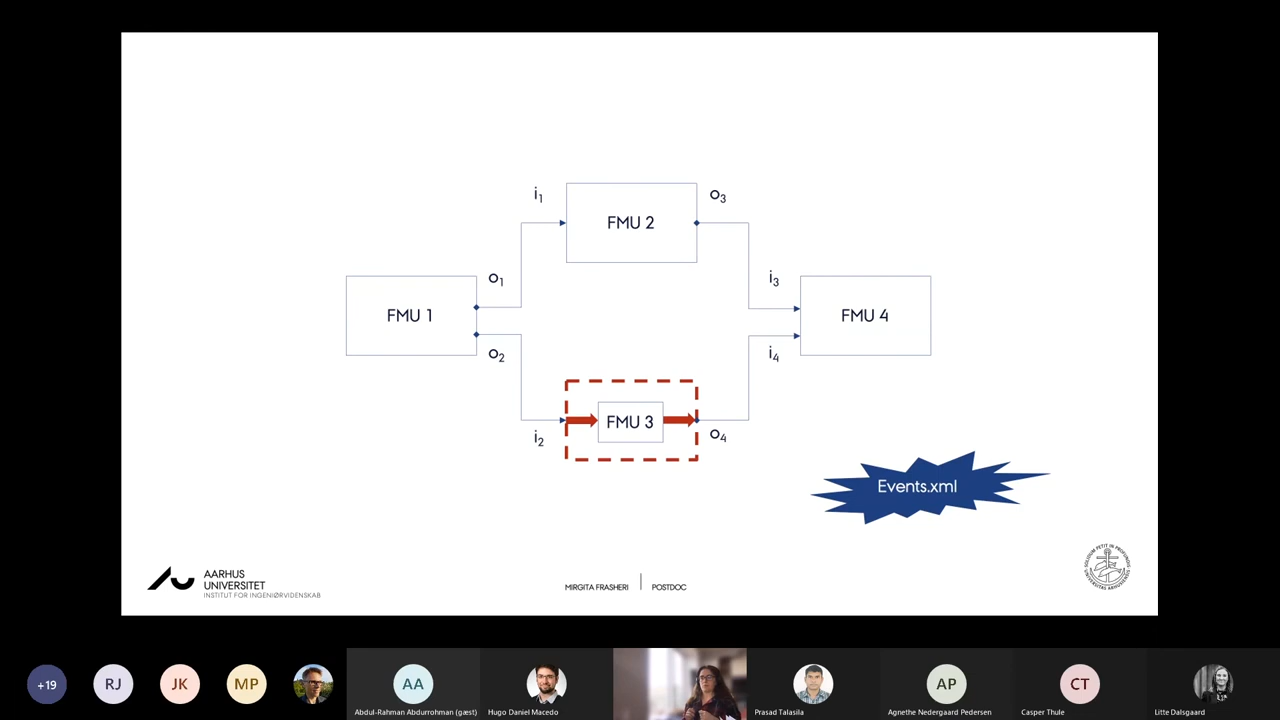 i1
FMU 2
o3
o1
i3
FMU 1
FMU 4
o2
i4
FMU 3
i2
o4
Events.xml
AARHUS
UNIVERSITET
INSTITUT FOR INGENIØRVIDENSKAB
MIRGITA FRASHERI
POSTDOC
+19
RJ
JK
MP
AA
Abdul-Rahman Abdurrohman (gæst)
Hugo Daniel Macedo
Prasad Talasila
AP
Agnethe Nedergaard Pedersen
CT
Casper Thule
Litte Dalsgaard